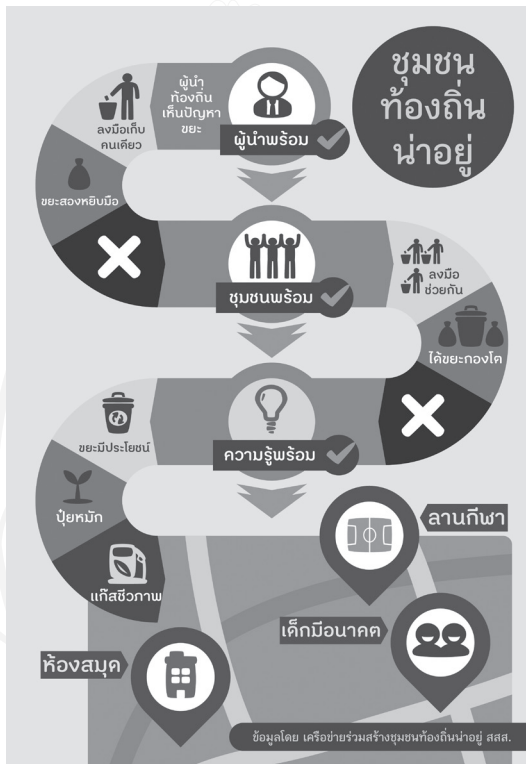 ชุมชน
ท้องถิ่น
น่าอยู่
ผู้นำ
ท้องถิ่น
เห็นปัญหา
ขยะ
ผู้นำพร้อม
ลงมือเก็บ
คนเดียว
ขยะสองหยิบมือ
ชุมชนพร้อม
ลงมือ
ช่วยกัน
ได้ขยะกองโต
ความรู้พร้อม
ขยะมีประโยชน์
ปุ๋ยหมัก
แก๊สชีวภาพ
ลานกีฬา
เด็กมีอนาคต
ห้องสมุด
ข้อมูลโดย เครือข่ายร่วมสร้างชุมชนท้องถิ่นน่าอยู่ สสส.